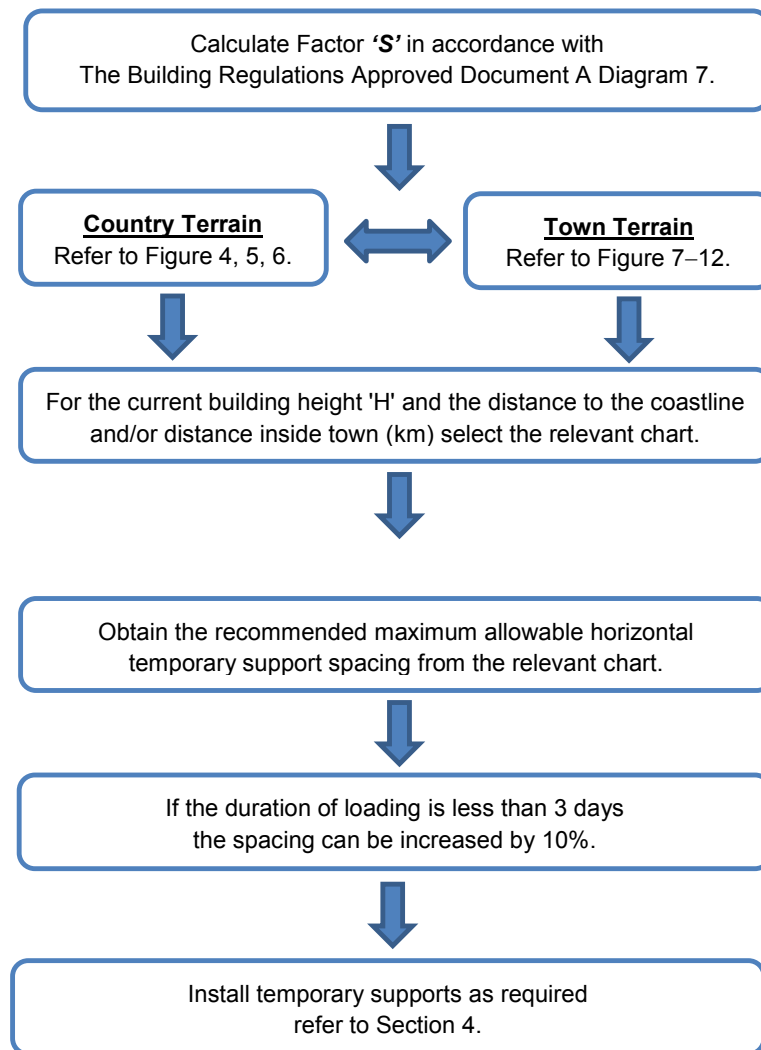 Calculate Factor 'S' in accordance with
The Building Regulations Approved Document A Diagram 7.
Country Terrain
Refer to Figure 4, 5, 6.
Town Terrain
Refer to Figure 7–12.
For the current building height 'H' and the distance to the coastline
and/or distance inside town (km) select the relevant chart.
Obtain the recommended maximum allowable horizontal
temporary support spacing from the relevant chart.
If the duration of loading is less than 3 days
the spacing can be increased by 10%.
Install temporary supports as required
refer to Section 4.